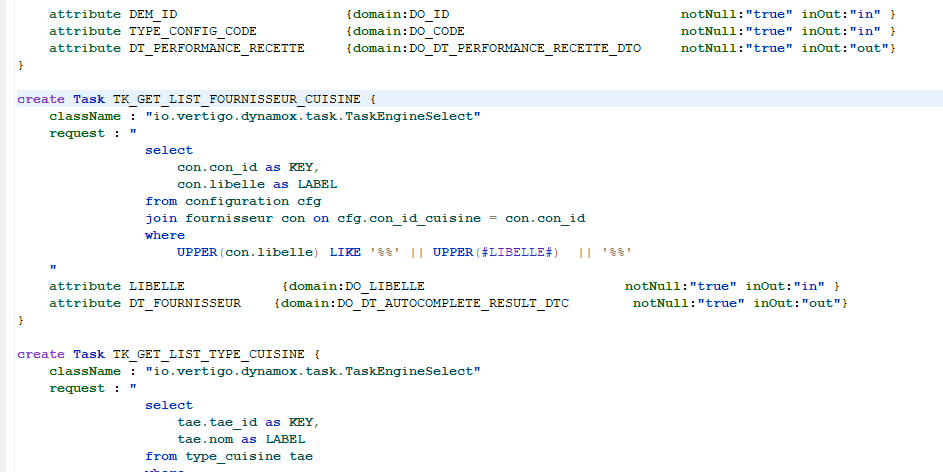 attribute DEM_ID {domain:DO_ID notNull:"true" inOut:"in" }
attribute TYPE_CONFIG_CODE {domain:DO_CODE notNull:"true" inOut:"in" }
attribute DT_PERFORMANCE_RECETTE {domain:DO_DT_PERFORMANCE_RECETTE_DTO notNull:"true" inOut:"out"}
}
create Task TK_GET_LIST_FOURNISSEUR_CUISINE {
className : "io.vertigo.dynamox.task.TaskEngineSelect"
request : "
select
con.con_id as KEY,
con.libelle as LABEL
from configuration cfg
join fournisseur con on cfg.con_id_cuisine = con.con_id
where
UPPER(con.libelle) LIKE '%%' || UPPER(#LIBELLE#) || '%%'
"
attribute LIBELLE {domain:DO_LIBELLE notNull:"true" inOut:"in" }
attribute DT_FOURNISSEUR {domain:DO_DT_AUTOCOMPLETE_RESULT_DTC notNull:"true" inOut:"out"}
}
create Task TK_GET_LIST_TYPE_CUISINE {
className : "io.vertigo.dynamox.task.TaskEngineSelect"
request : "
select
tae.tae_id as KEY,
tae.nom as LABEL
from type_cuisine tae
where